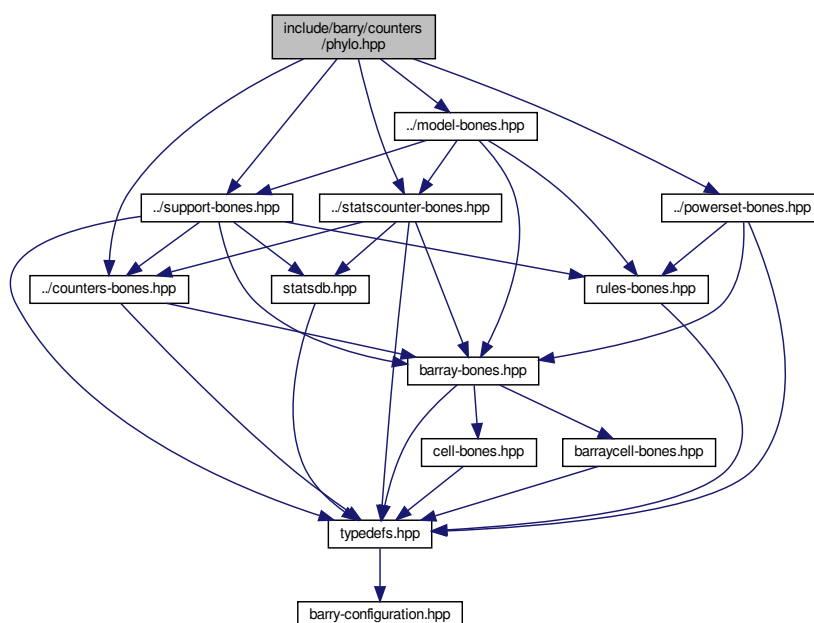 include/barry/counters
/phylo.hpp
../model-bones.hpp
../support-bones.hpp
../statscounter-bones.hpp
../powerset-bones.hpp
../counters-bones.hpp
statsdb.hpp
rules-bones.hpp
barray-bones.hpp
cell-bones.hpp
barraycell-bones.hpp
typedefs.hpp
barry-configuration.hpp